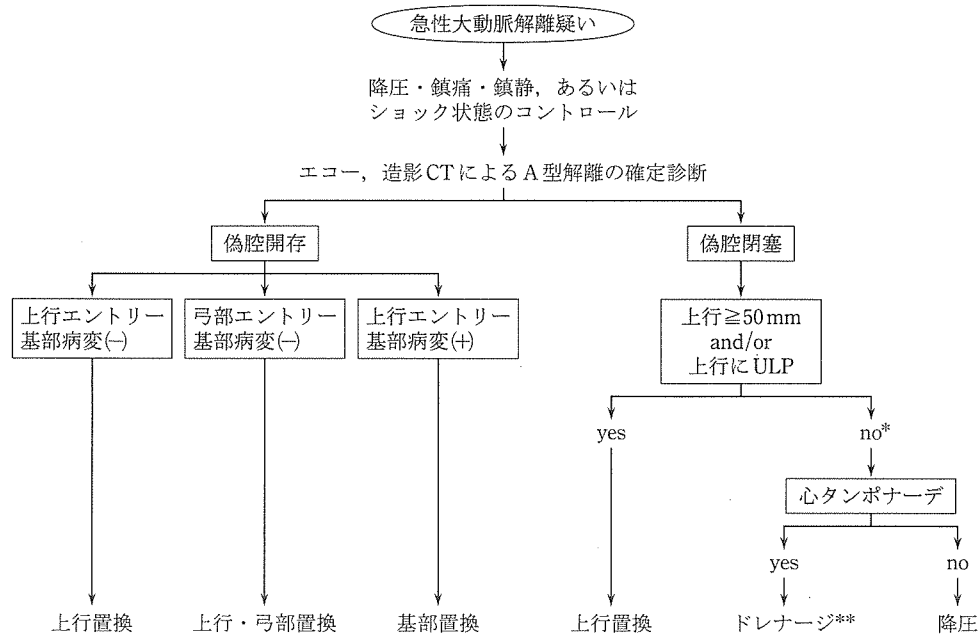 急性大動脈解離疑い
降圧・鎮痛・鎮静，あるいは
ショック状態のコントロール
エコー，造影CTによるA型解離の確定診断
偽腔開存
偽腔閉塞
上行エントリー
基部病変(−)
弓部エントリー
基部病変(−)
上行エントリー
基部病変(+)
上行≧50mm
and/or
上行にULP
yes
no*
心タンポナーデ
yes
no
上行置換
上行・弓部置換
基部置換
上行置換
ドレナージ**
降圧